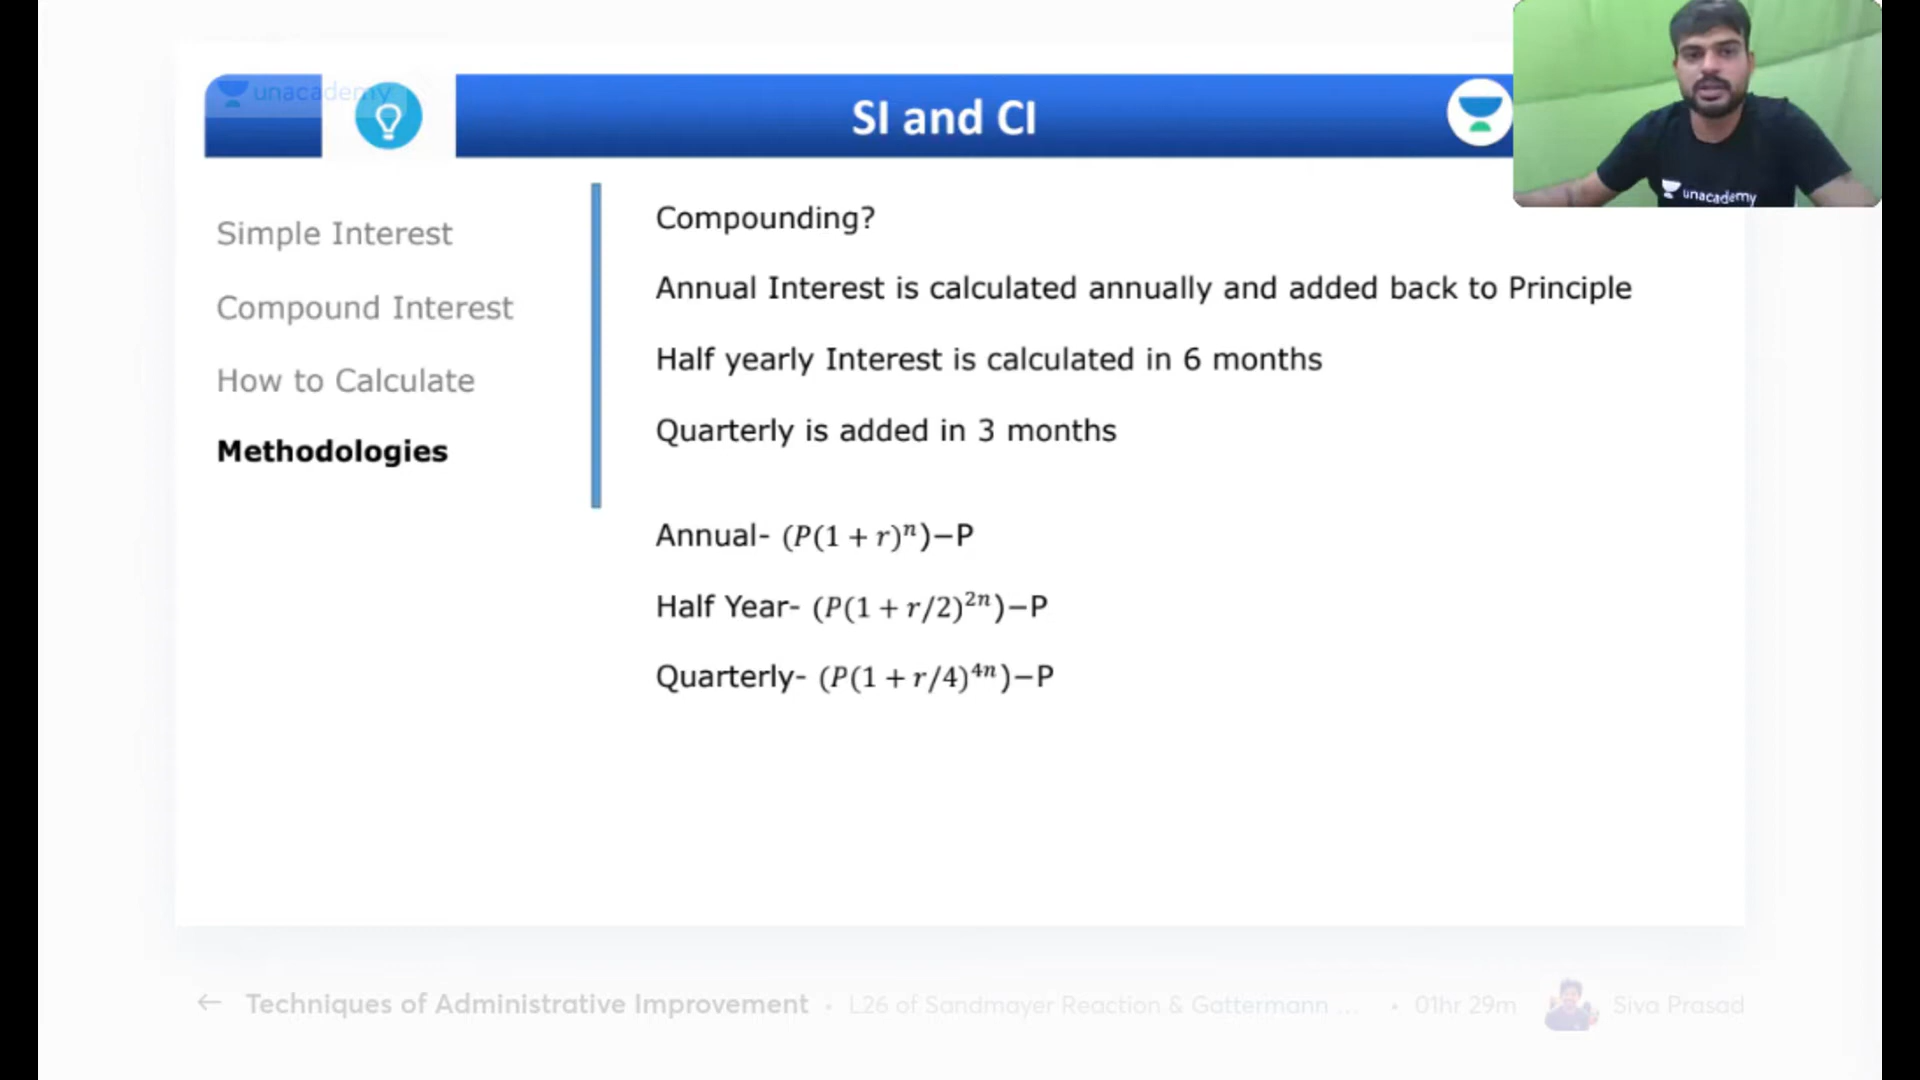 unacademy
SI and CI
unacademy
Simple Interest
Compound Interest
How to Calculate
Methodologies
Compounding?
Annual Interest is calculated annually and added back to Principle
Half yearly Interest is calculated in 6 months
Quarterly is added in 3 months
Annual- (P(1 + r)ⁿ)−P
Half Year- (P(1 + r/2)²ⁿ)−P
Quarterly- (P(1 + r/4)⁴ⁿ)−P
← Techniques of Administrative Improvement • L26 of Sandmayer Reaction & Gattermann ... • 01hr 29m Siva Prasad